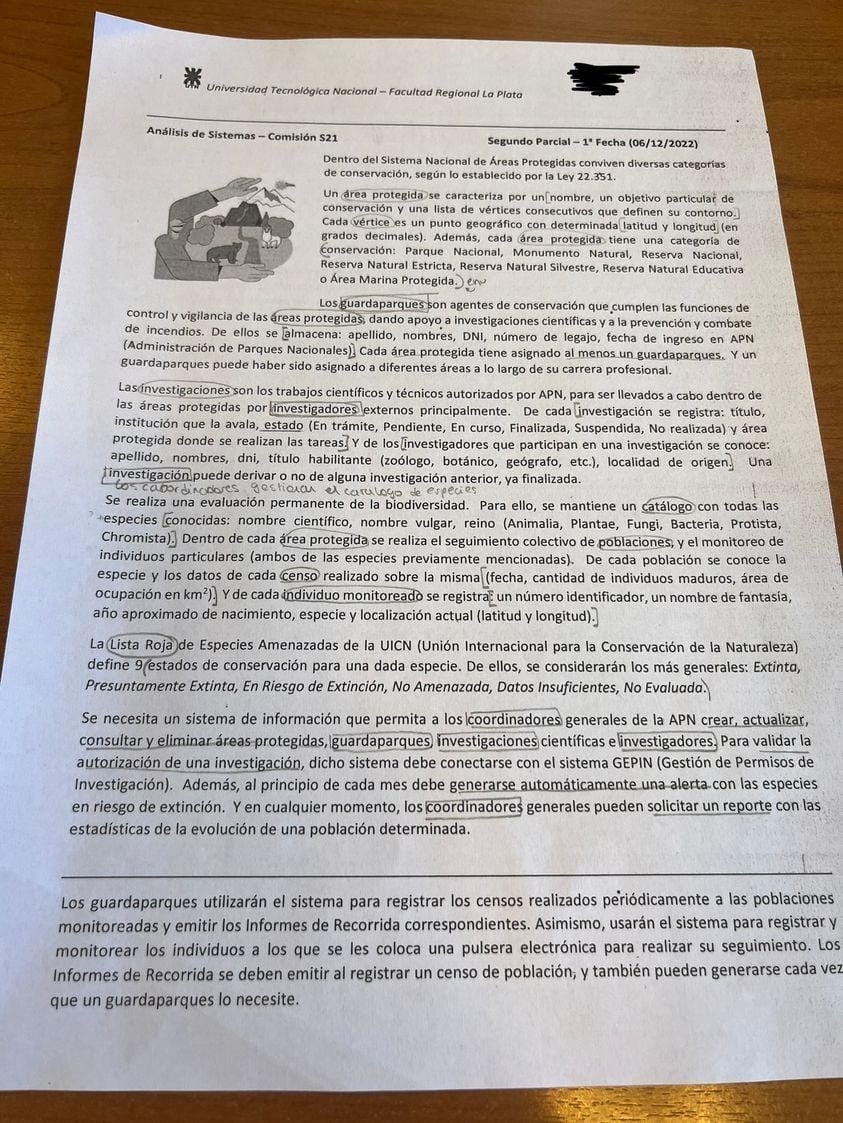 UTN
Universidad Tecnológica Nacional – Facultad Regional La Plata
Análisis de Sistemas – Comisión S21
Segundo Parcial – 1ª Fecha (06/12/2022)
Dentro del Sistema Nacional de Áreas Protegidas conviven diversas categorías
de conservación, según lo establecido por la Ley 22.351.
Un área protegida se caracteriza por un nombre, un objetivo particular de
conservación y una lista de vértices consecutivos que definen su contorno.
Cada vértice es un punto geográfico con determinada latitud y longitud (en
grados decimales). Además, cada área protegida tiene una categoría de
conservación: Parque Nacional, Monumento Natural, Reserva Nacional,
Reserva Natural Estricta, Reserva Natural Silvestre, Reserva Natural Educativa
o Área Marina Protegida.
Los guardaparques son agentes de conservación que cumplen las funciones de
control y vigilancia de las áreas protegidas, dando apoyo a investigaciones científicas y a la prevención y combate
de incendios. De ellos se almacena: apellido, nombres, DNI, número de legajo, fecha de ingreso en APN
(Administración de Parques Nacionales). Cada área protegida tiene asignado al menos un guardaparques. Y un
guardaparques puede haber sido asignado a diferentes áreas a lo largo de su carrera profesional.
Las investigaciones son los trabajos científicos y técnicos autorizados por APN, para ser llevados a cabo dentro de
las áreas protegidas por investigadores externos principalmente. De cada investigación se registra: título,
institución que la avala, estado (En trámite, Pendiente, En curso, Finalizada, Suspendida, No realizada) y área
protegida donde se realizan las tareas. Y de los investigadores que participan en una investigación se conoce:
apellido, nombres, dni, título habilitante (zoólogo, botánico, geógrafo, etc.), localidad de origen. Una
investigación puede derivar o no de alguna investigación anterior, ya finalizada.
los cabordinadores gestionan el catalogo de especies
Se realiza una evaluación permanente de la biodiversidad. Para ello, se mantiene un catálogo con todas las
especies conocidas: nombre científico, nombre vulgar, reino (Animalia, Plantae, Fungi, Bacteria, Protista,
Chromista). Dentro de cada área protegida se realiza el seguimiento colectivo de poblaciones, y el monitoreo de
individuos particulares (ambos de las especies previamente mencionadas). De cada población se conoce la
especie y los datos de cada censo realizado sobre la misma (fecha, cantidad de individuos maduros, área de
ocupación en km²). Y de cada individuo monitoreado se registra: un número identificador, un nombre de fantasía,
año aproximado de nacimiento, especie y localización actual (latitud y longitud).
La Lista Roja de Especies Amenazadas de la UICN (Unión Internacional para la Conservación de la Naturaleza)
define 9 estados de conservación para una dada especie. De ellos, se considerarán los más generales: Extinta,
Presuntamente Extinta, En Riesgo de Extinción, No Amenazada, Datos Insuficientes, No Evaluada.
Se necesita un sistema de información que permita a los coordinadores generales de la APN crear, actualizar,
consultar y eliminar áreas protegidas, guardaparques, investigaciones científicas e investigadores. Para validar la
autorización de una investigación, dicho sistema debe conectarse con el sistema GEPIN (Gestión de Permisos de
Investigación). Además, al principio de cada mes debe generarse automáticamente una alerta con las especies
en riesgo de extinción. Y en cualquier momento, los coordinadores generales pueden solicitar un reporte con las
estadísticas de la evolución de una población determinada.
Los guardaparques utilizarán el sistema para registrar los censos realizados periódicamente a las poblaciones
monitoreadas y emitir los Informes de Recorrida correspondientes. Asimismo, usarán el sistema para registrar y
monitorear los individuos a los que se les coloca una pulsera electrónica para realizar su seguimiento. Los
Informes de Recorrida se deben emitir al registrar un censo de población, y también pueden generarse cada vez
que un guardaparques lo necesite.